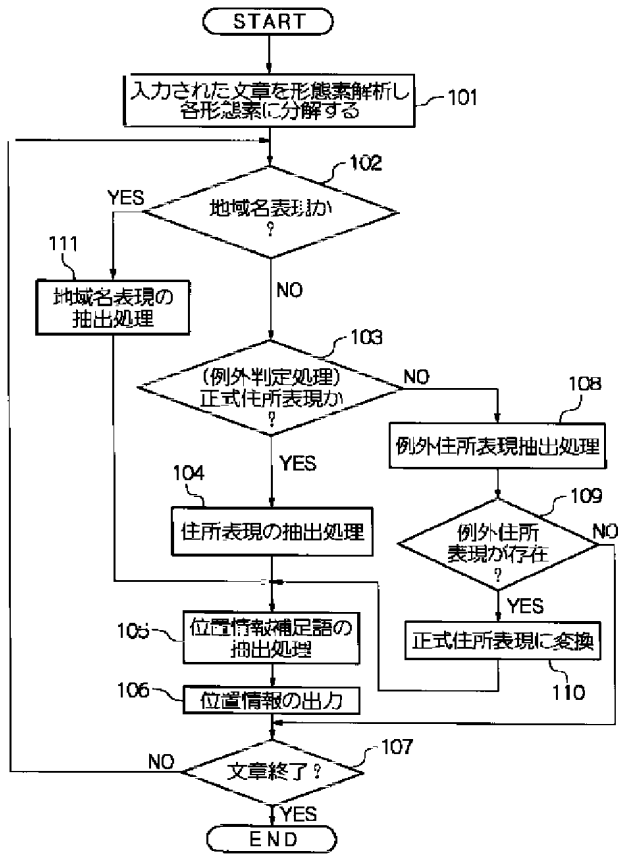 START
入力された文章を形態素解析し
各形態素に分解する
101
102
地域名表現か
?
YES
NO
111
地域名表現の
抽出処理
103
(例外判定処理)
正式住所表現か
?
NO
YES
108
例外住所表現抽出処理
104
住所表現の抽出処理
109
例外住所
表現が存在
?
NO
YES
105
位置情報補足語の
抽出処理
正式住所表現に変換
110
106
位置情報の出力
107
文章終了?
NO
YES
END